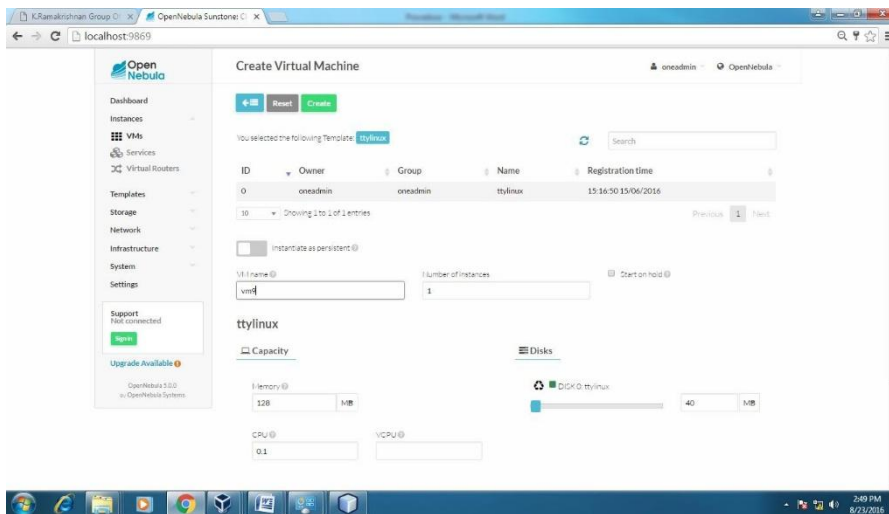 K.Ramakrishnan Group O
OpenNebula Sunstone: C
localhost:9869
Open
Nebula
Create Virtual Machine
oneadmin
OpenNebula
Dashboard
Instances
VMs
Services
Virtual Routers
Templates
Storage
Network
Infrastructure
System
Settings
Support
Not connected
Sign in
Upgrade Available
OpenNebula 5.0.0
by OpenNebula Systems
Reset
Create
You selected the following Template: ttylinux
Search
ID Owner Group Name Registration time
0 oneadmin oneadmin ttylinux 15:16:50 15/06/2016
10 Showing 1 to 1 of 1 entries
Previous 1 Next
Instantiate as persistent
VM name Number of instances Start on hold
vm9 1
ttylinux
Capacity Disks
Memory DISK 0: ttylinux
128 MB 40 MB
CPU VCPU
0.1
2:49 PM
8/23/2016